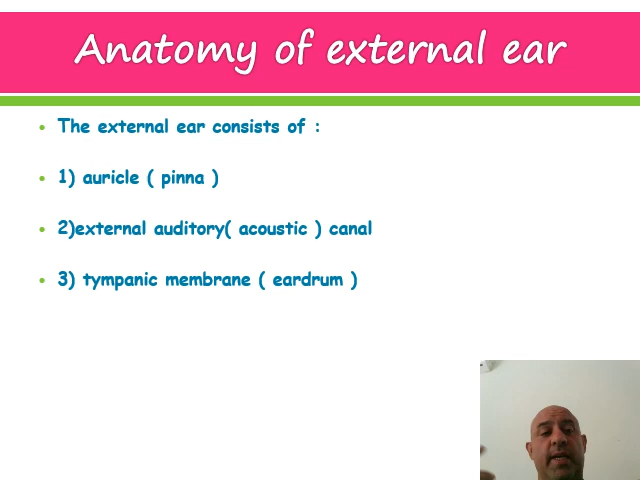 Anatomy of external ear
• The external ear consists of :
• 1) auricle ( pinna )
• 2)external auditory( acoustic ) canal
• 3) tympanic membrane ( eardrum )